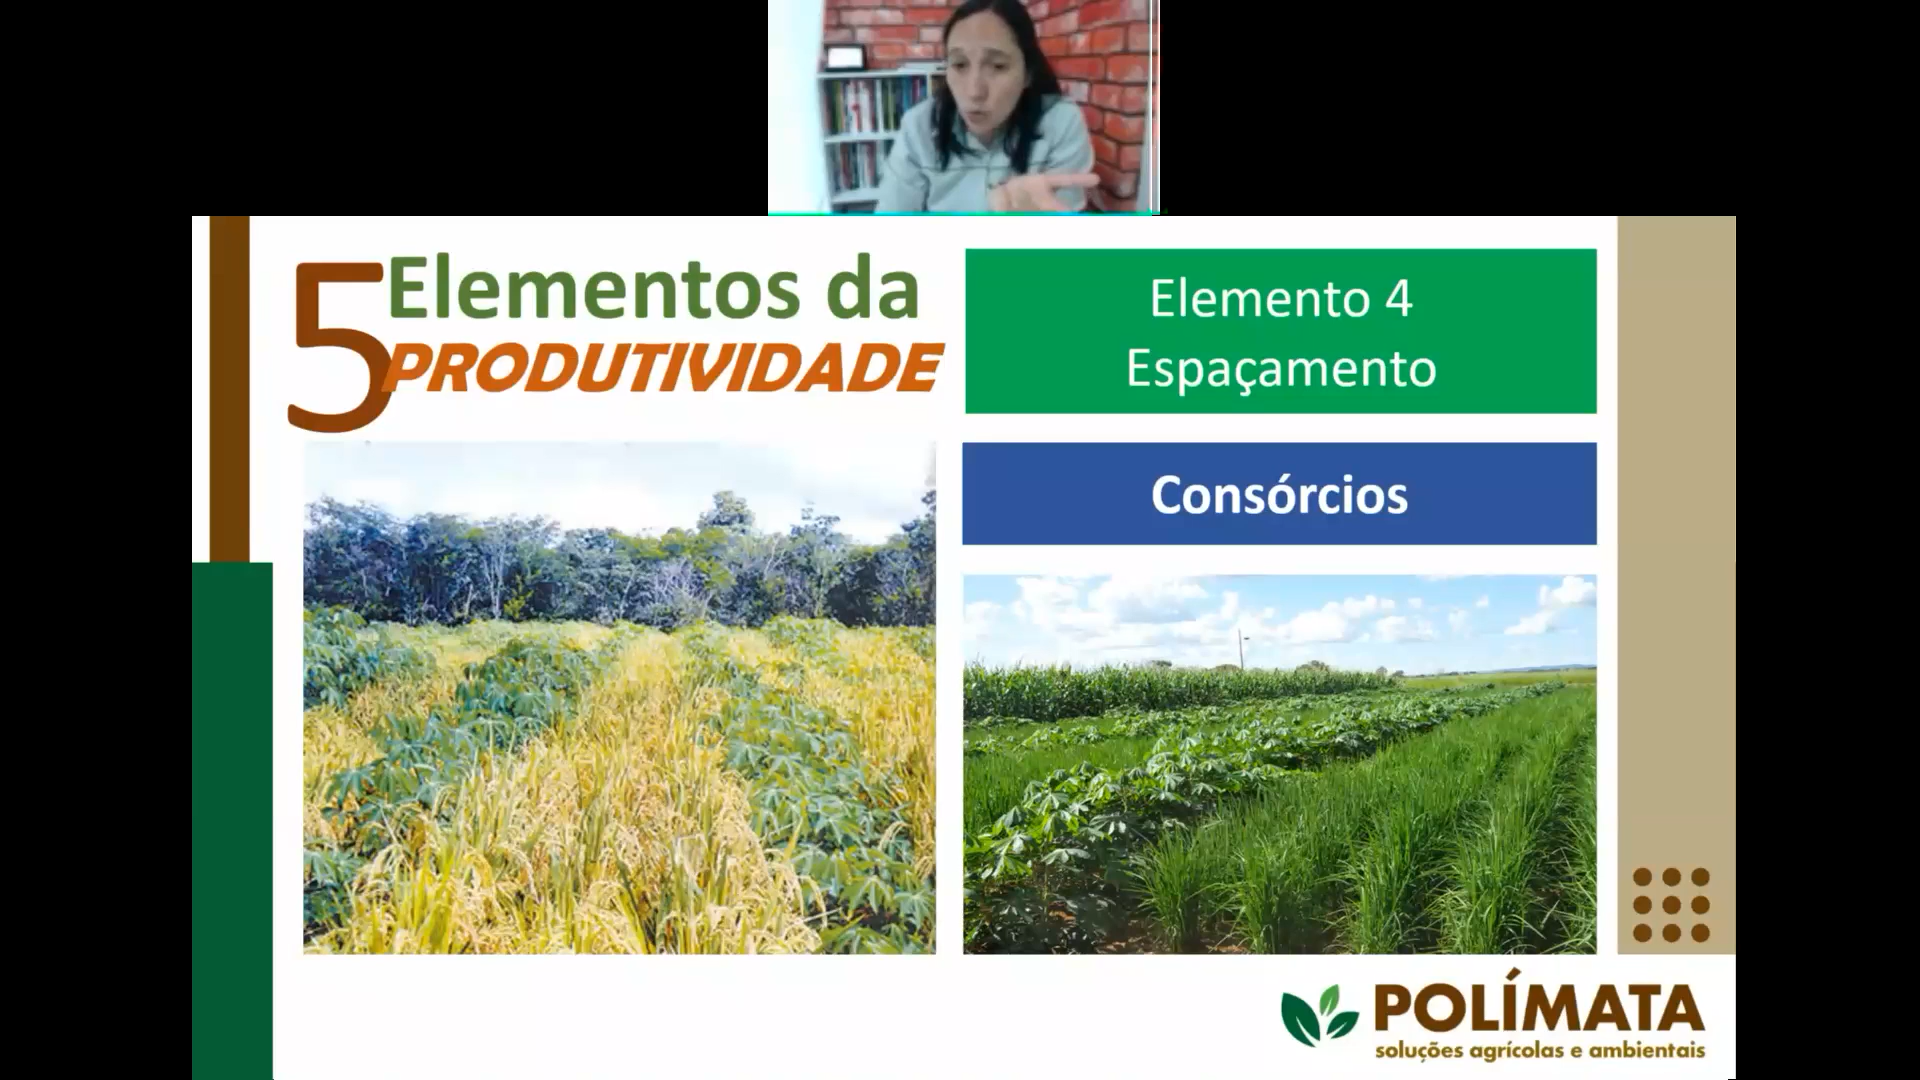 5 Elementos da
PRODUTIVIDADE
Elemento 4
Espaçamento
Consórcios
POLÍMATA
soluções agrícolas e ambientais